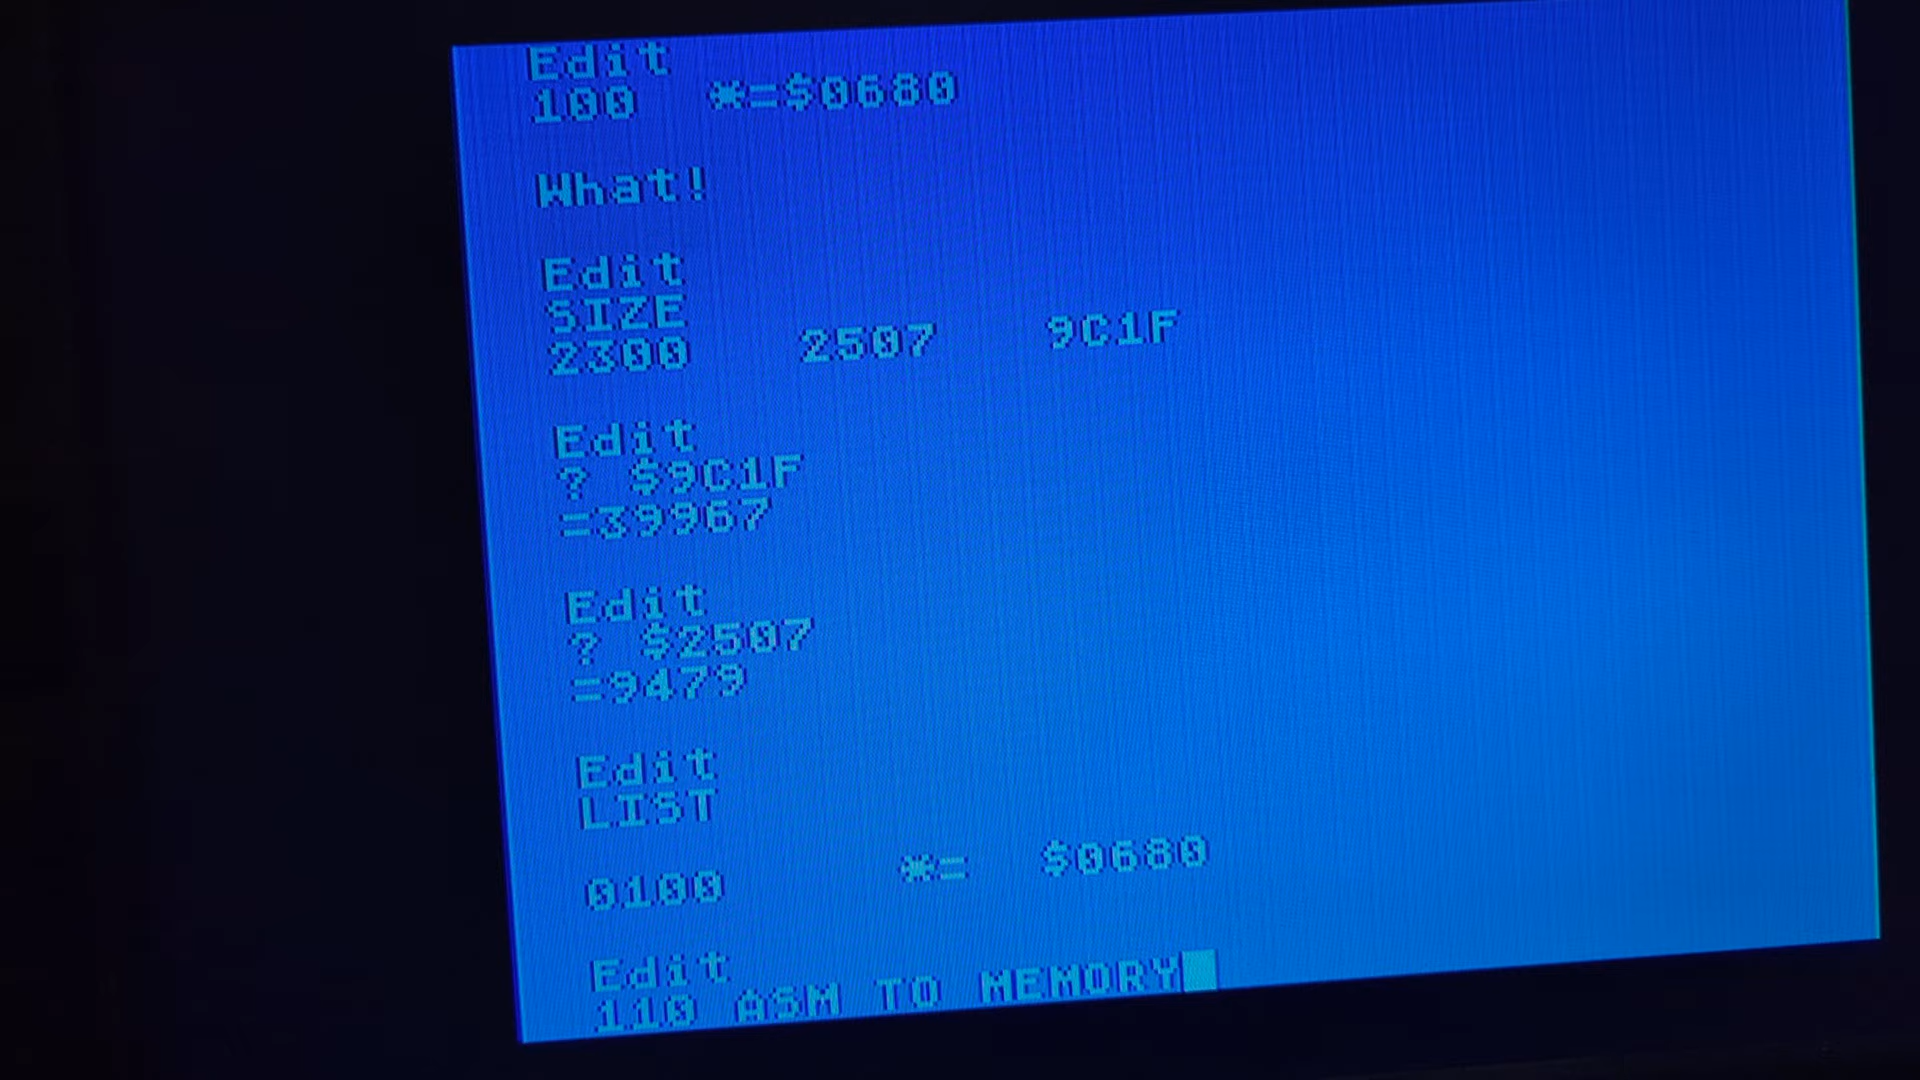 Edit
100  *=$0680
What!
Edit
SIZE
2300   2507   9C1F
Edit
? $9C1F
=39967
Edit
? $2507
=9479
Edit
LIST
0100     *=  $0680
Edit
110 ASM TO MEMORY